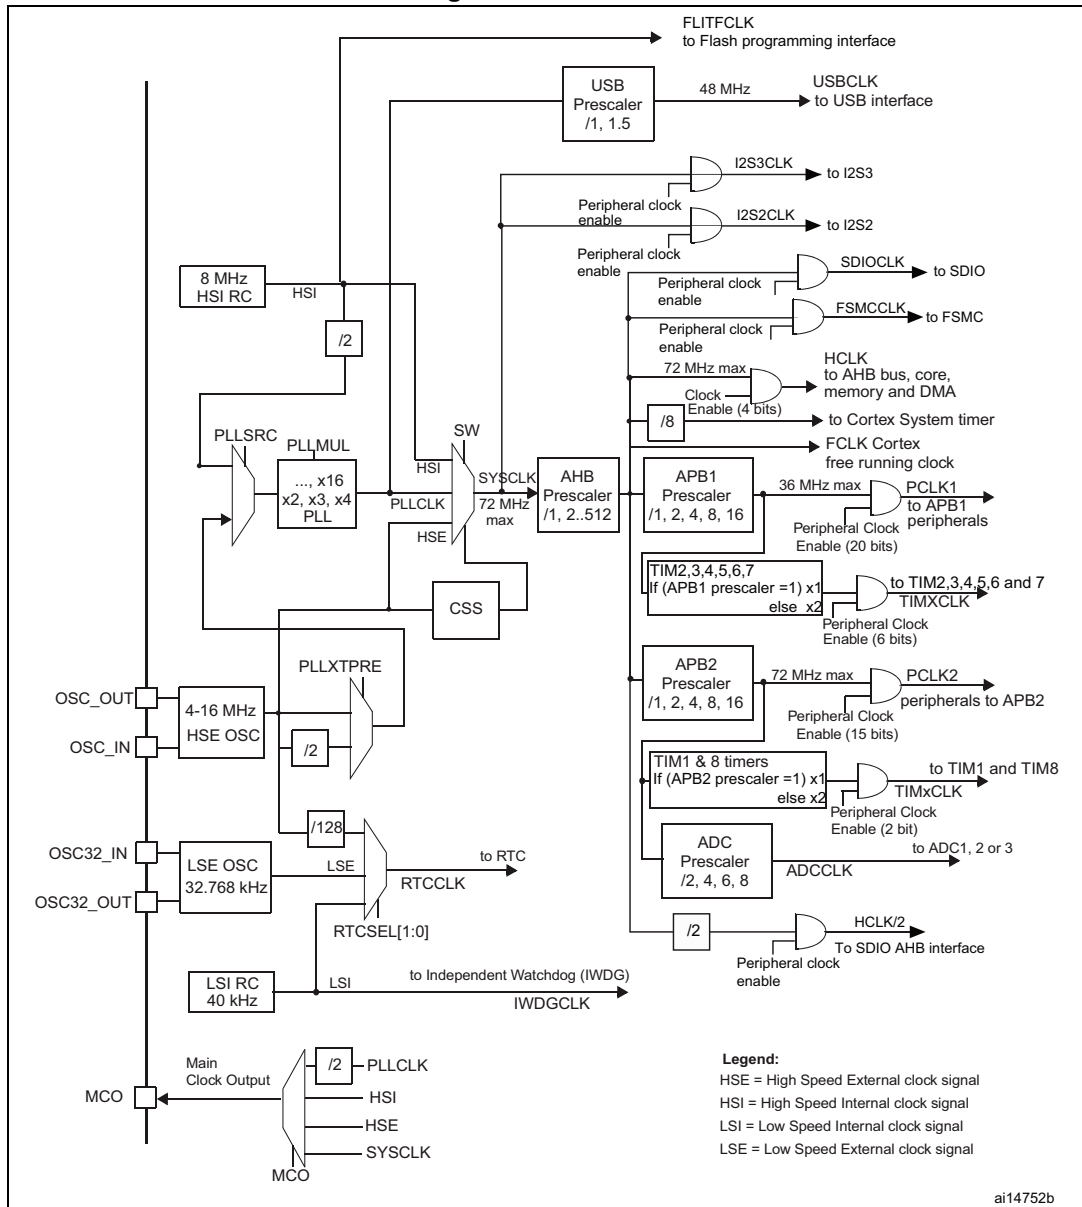 FLITFCLK
to Flash programming interface
USB
Prescaler
/1, 1.5
48 MHz
USBCLK
to USB interface
I2S3CLK
to I2S3
Peripheral clock
enable
I2S2CLK
to I2S2
Peripheral clock
enable
8 MHz
HSI RC
HSI
SDIOCLK
to SDIO
Peripheral clock
enable
FSMCCLK
to FSMC
Peripheral clock
enable
/2
72 MHz max
HCLK
to AHB bus, core,
memory and DMA
Clock
Enable (4 bits)
/8
to Cortex System timer
FCLK Cortex
free running clock
PLLSRC
PLLMUL
..., x16
x2, x3, x4
PLL
SW
HSI
PLLCLK
HSE
SYSCLK
72 MHz
max
AHB
Prescaler
/1, 2..512
APB1
Prescaler
/1, 2, 4, 8, 16
36 MHz max
PCLK1
to APB1
peripherals
Peripheral Clock
Enable (20 bits)
TIM2,3,4,5,6,7
If (APB1 prescaler =1) x1
else x2
to TIM2,3,4,5,6 and 7
TIMXCLK
Peripheral Clock
Enable (6 bits)
CSS
PLLXTPRE
OSC_OUT
OSC_IN
4-16 MHz
HSE OSC
/2
APB2
Prescaler
/1, 2, 4, 8, 16
72 MHz max
PCLK2
peripherals to APB2
Peripheral Clock
Enable (15 bits)
TIM1 & 8 timers
If (APB2 prescaler =1) x1
else x2
to TIM1 and TIM8
TIMxCLK
Peripheral Clock
Enable (2 bit)
/128
OSC32_IN
OSC32_OUT
LSE OSC
32.768 kHz
LSE
to RTC
RTCCLK
RTCSEL[1:0]
ADC
Prescaler
/2, 4, 6, 8
to ADC1, 2 or 3
ADCCLK
/2
HCLK/2
To SDIO AHB interface
Peripheral clock
enable
LSI RC
40 kHz
LSI
to Independent Watchdog (IWDG)
IWDGCLK
MCO
Main
Clock Output
/2
PLLCLK
HSI
HSE
SYSCLK
MCO
Legend:
HSE = High Speed External clock signal
HSI = High Speed Internal clock signal
LSI = Low Speed Internal clock signal
LSE = Low Speed External clock signal
ai14752b